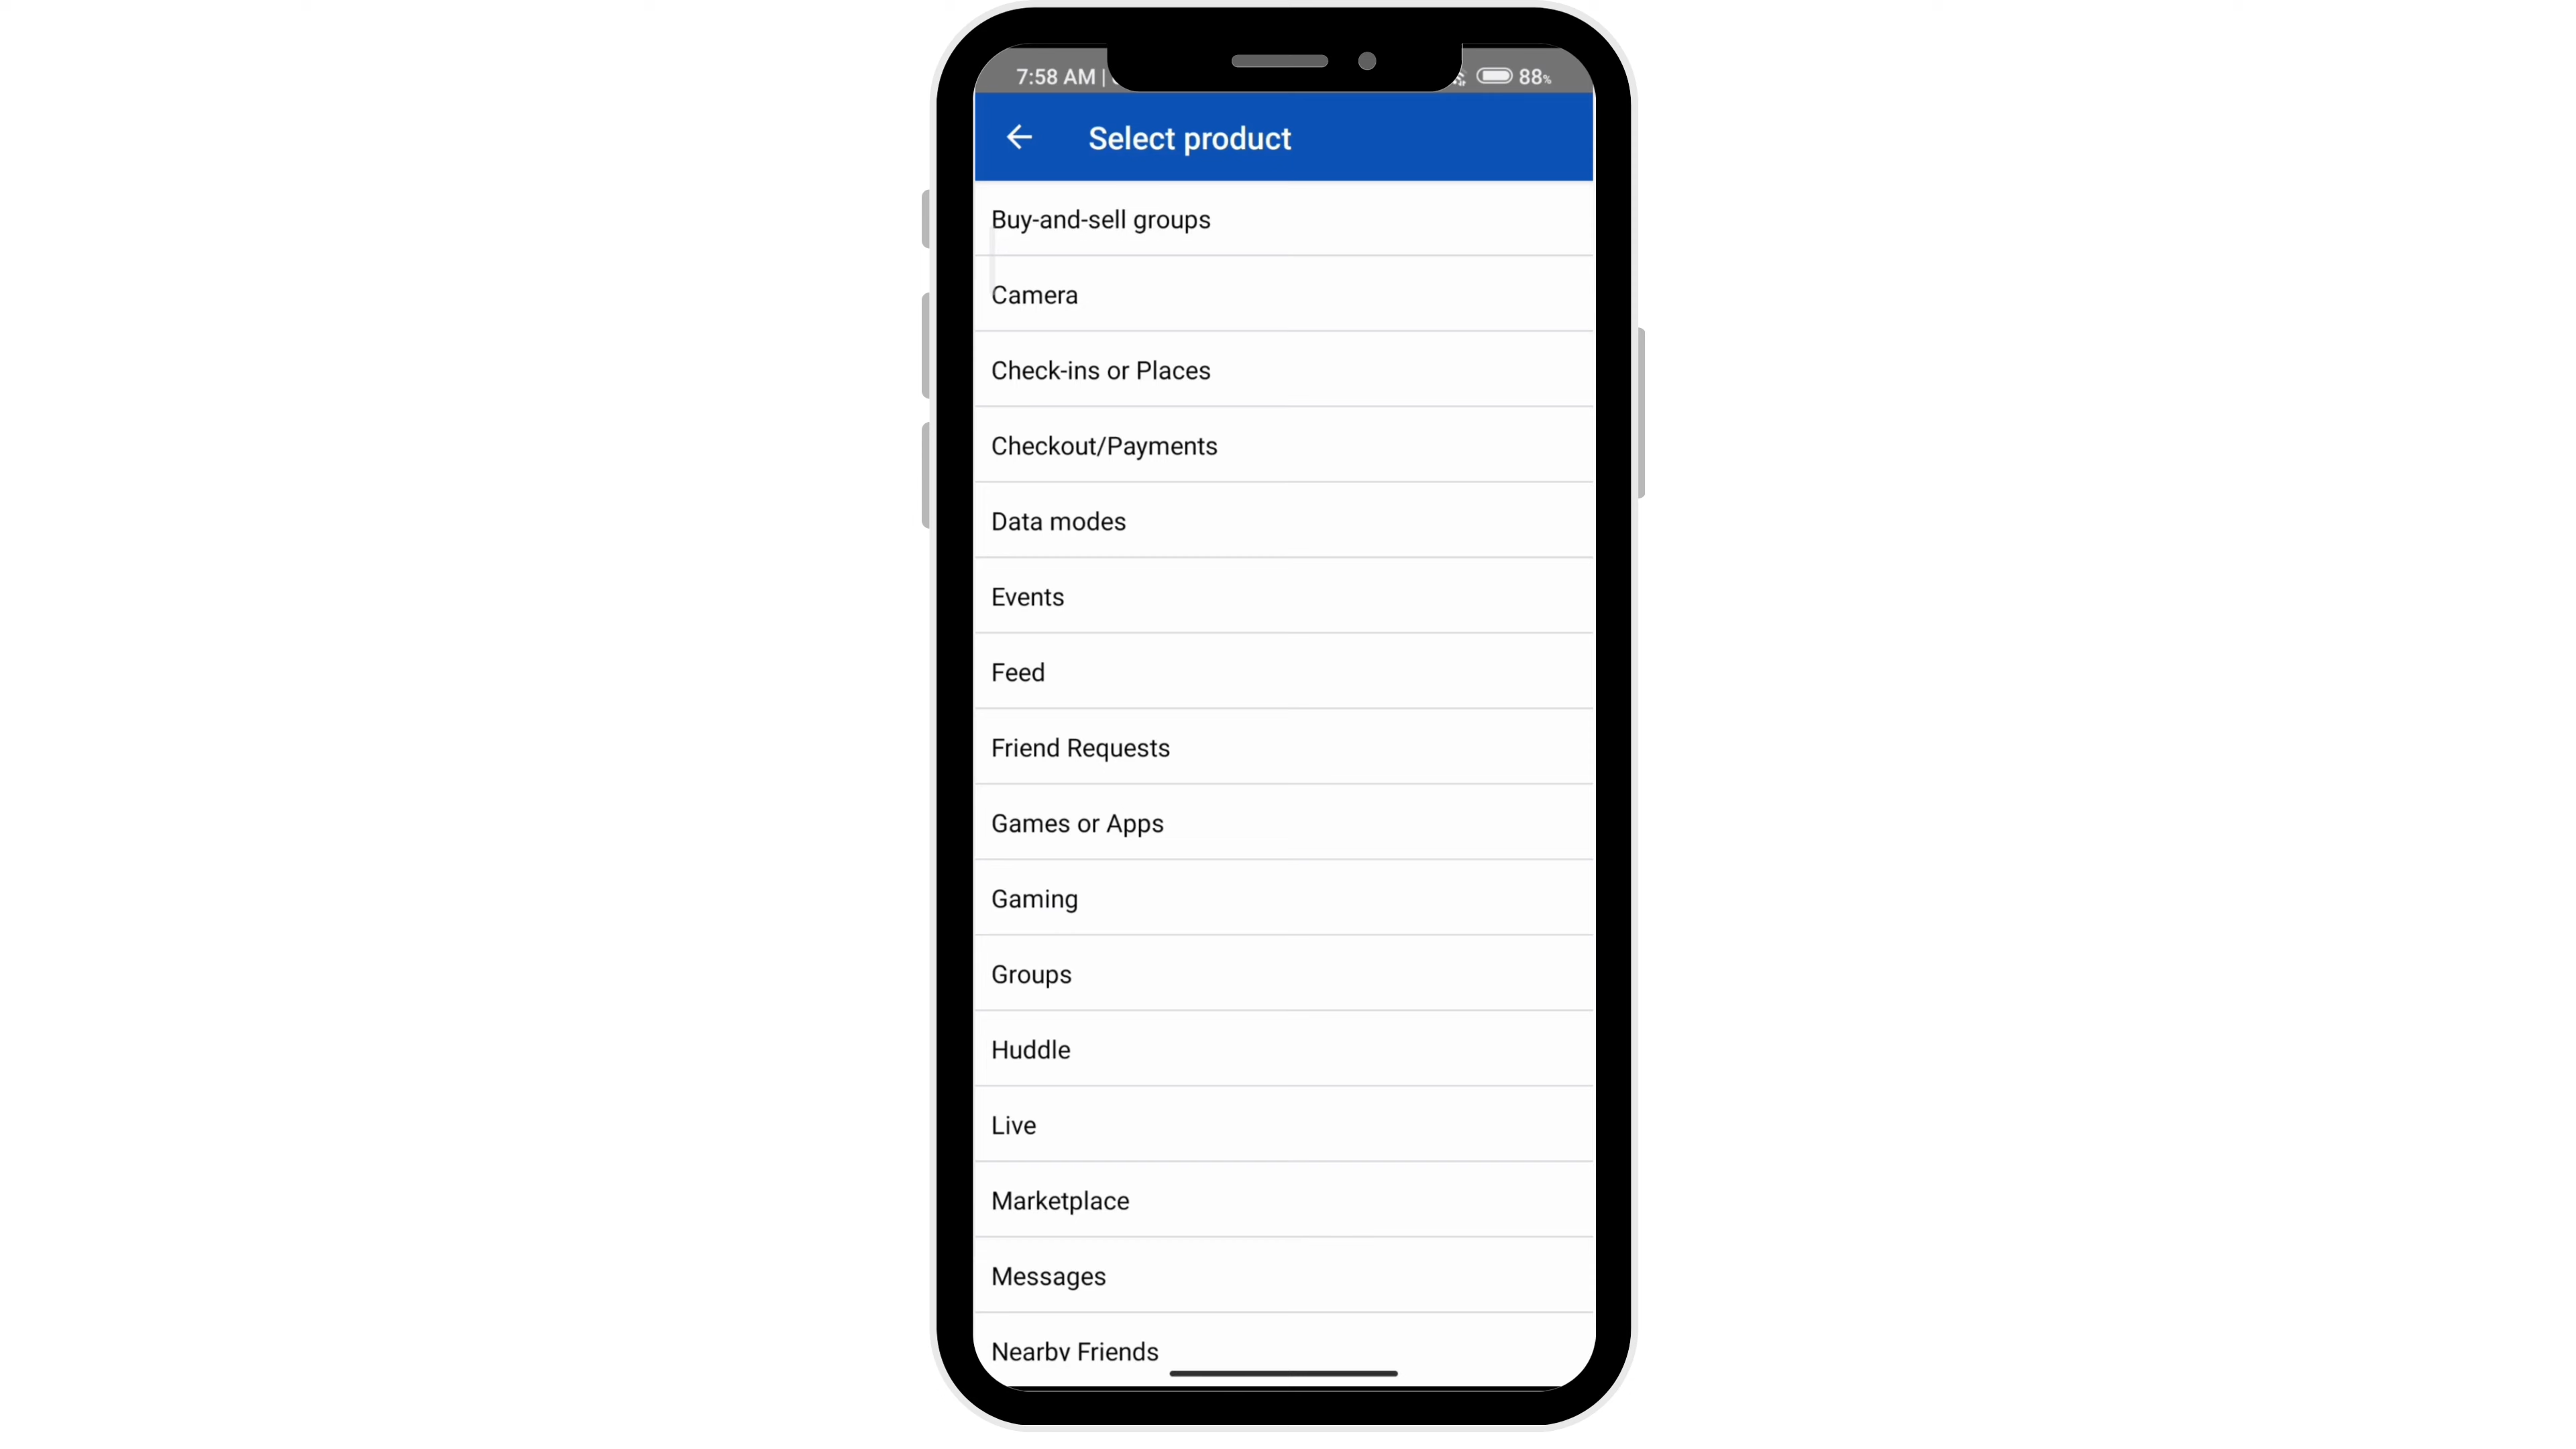 7:58 AM |
88%
Select product
Buy-and-sell groups
Camera
Check-ins or Places
Checkout/Payments
Data modes
Events
Feed
Friend Requests
Games or Apps
Gaming
Groups
Huddle
Live
Marketplace
Messages
Nearby Friends